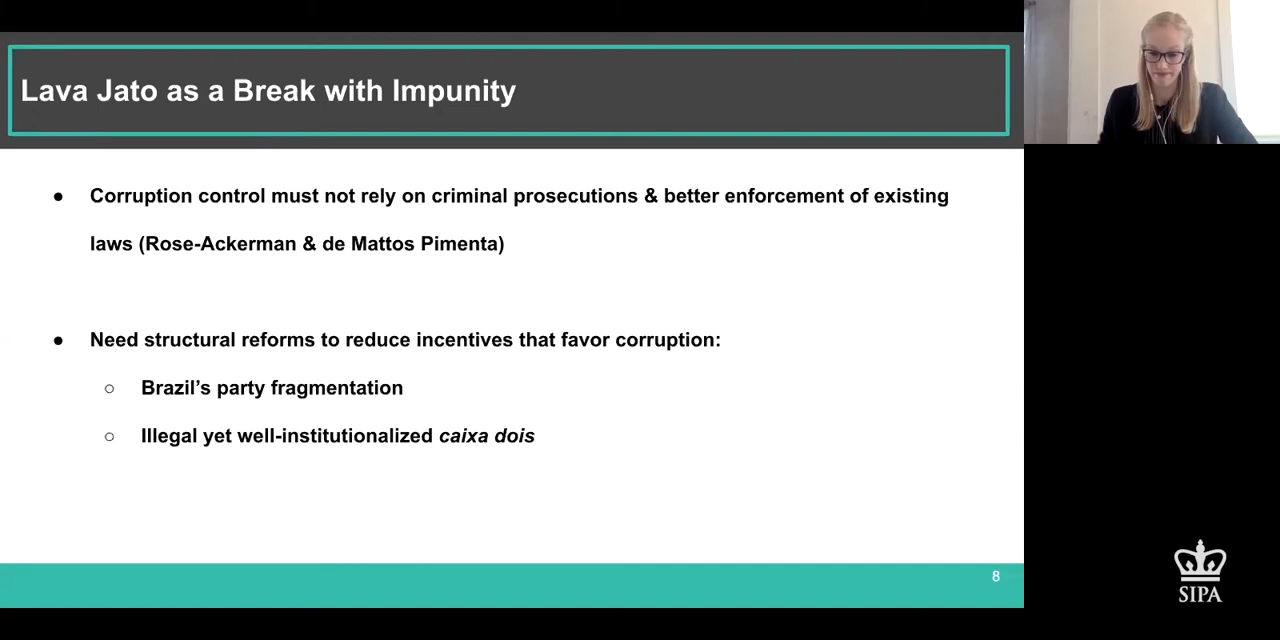 Lava Jato as a Break with Impunity
● Corruption control must not rely on criminal prosecutions & better enforcement of existing
laws (Rose-Ackerman & de Mattos Pimenta)
● Need structural reforms to reduce incentives that favor corruption:
○ Brazil’s party fragmentation
○ Illegal yet well-institutionalized caixa dois
8
SIPA